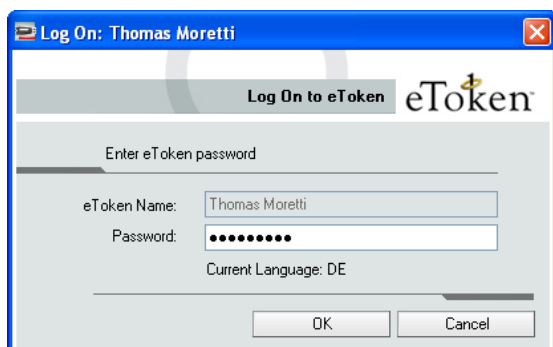 Log On: Thomas Moretti
Log On to eToken
eToken
Enter eToken password
eToken Name: Thomas Moretti
Password: ●●●●●●●●●
Current Language: DE
OK Cancel